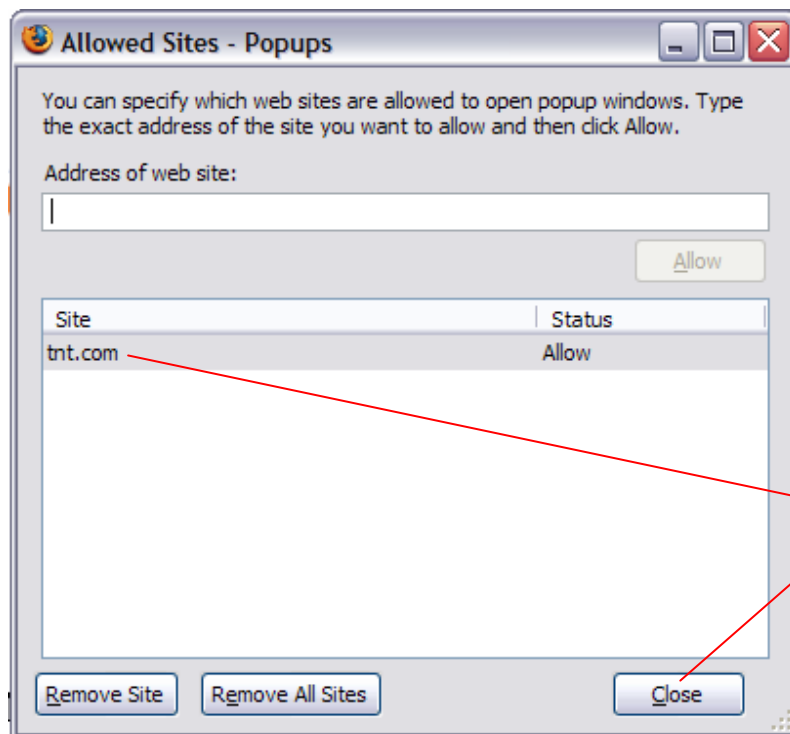 Allowed Sites - Popups
You can specify which web sites are allowed to open popup windows. Type
the exact address of the site you want to allow and then click Allow.
Address of web site:
Allow
Site Status
tnt.com Allow
Remove Site Remove All Sites Close